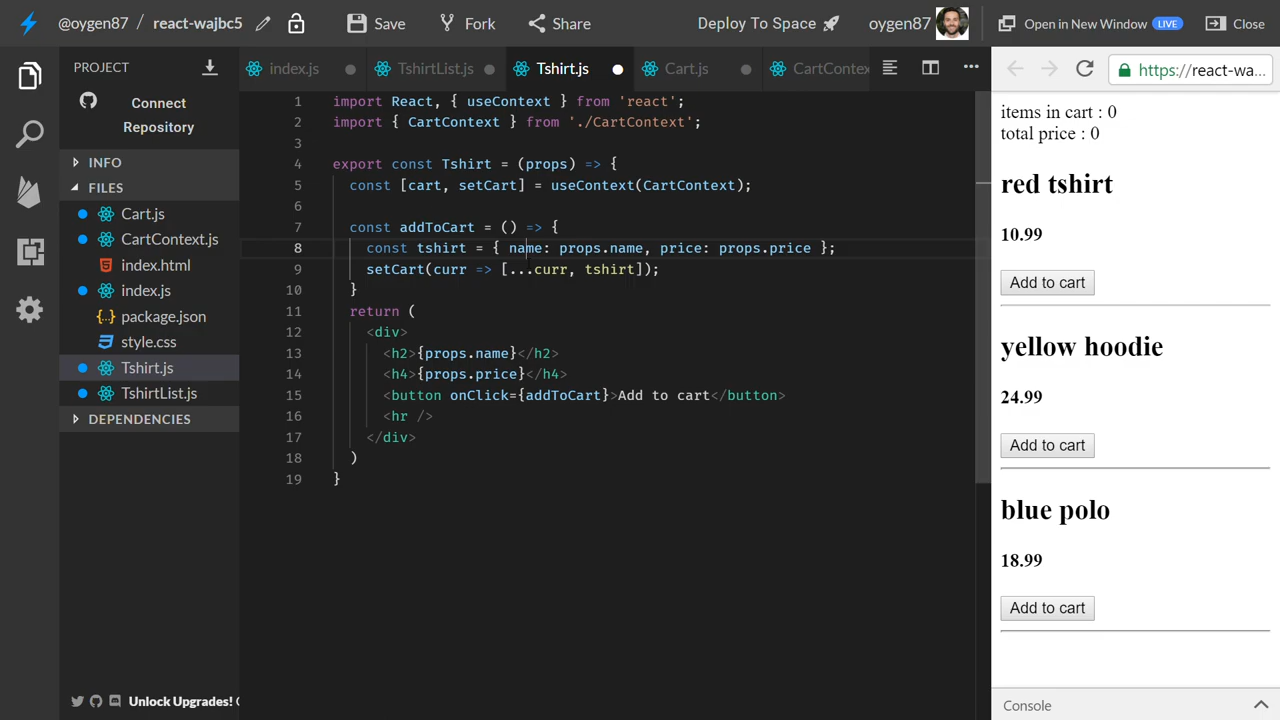 @oygen87 / react-wajbc5 Save Fork Share Deploy To Space oygen87 Open in New Window LIVE Close
PROJECT
Connect
Repository
INFO
FILES
Cart.js
CartContext.js
index.html
index.js
{..} package.json
style.css
Tshirt.js
TshirtList.js
DEPENDENCIES
Unlock Upgrades!
index.js TshirtList.js Tshirt.js Cart.js CartContex
1 import React, { useContext } from 'react';
2 import { CartContext } from './CartContext';
3
4 export const Tshirt = (props) => {
5 const [cart, setCart] = useContext(CartContext);
6
7 const addToCart = () => {
8 const tshirt = { name: props.name, price: props.price };
9 setCart(curr => [...curr, tshirt]);
10 }
11 return (
12 <div>
13 <h2>{props.name}</h2>
14 <h4>{props.price}</h4>
15 <button onClick={addToCart}>Add to cart</button>
16 <hr />
17 </div>
18 )
19 }
https://react-wa...
items in cart : 0
total price : 0
red tshirt
10.99
Add to cart
yellow hoodie
24.99
Add to cart
blue polo
18.99
Add to cart
Console